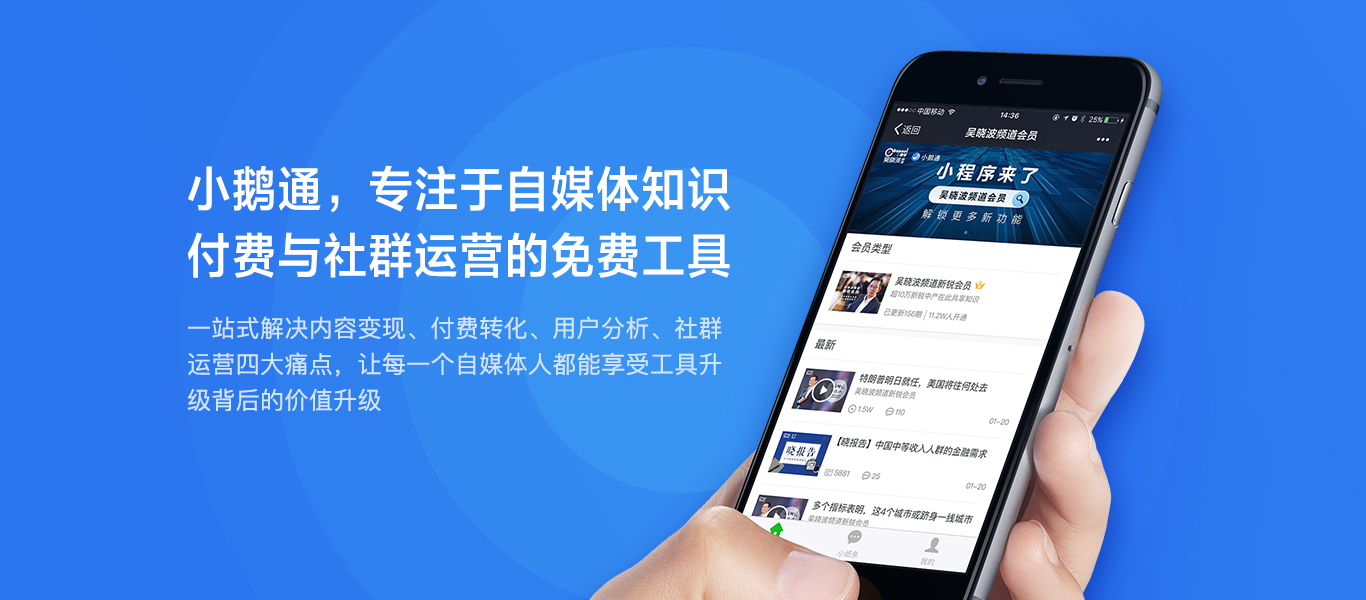 小鹅通，专注于自媒体知识
付费与社群运营的免费工具
一站式解决内容变现、付费转化、用户分析、社群
运营四大痛点，让每一个自媒体人都能享受工具升
级背后的价值升级
中国移动 14:36 25%
返回 吴晓波频道会员
小鹅通
小程序来了
吴晓波频道会员
解锁更多新功能
会员类型
吴晓波频道新锐会员
超10万新锐中产在此共享知识
已更新156期 | 11.2W人开通
最新
特朗普明日就任，美国将往何处去
吴晓波频道新锐会员
1.5W 110
01-20
【晓报告】中国中等收入人群的金融需求
晓报告
5881 25
01-20
多个指标表明，这4个城市或跻身一线城市
吴晓波频道新锐会员
小纸条 我的